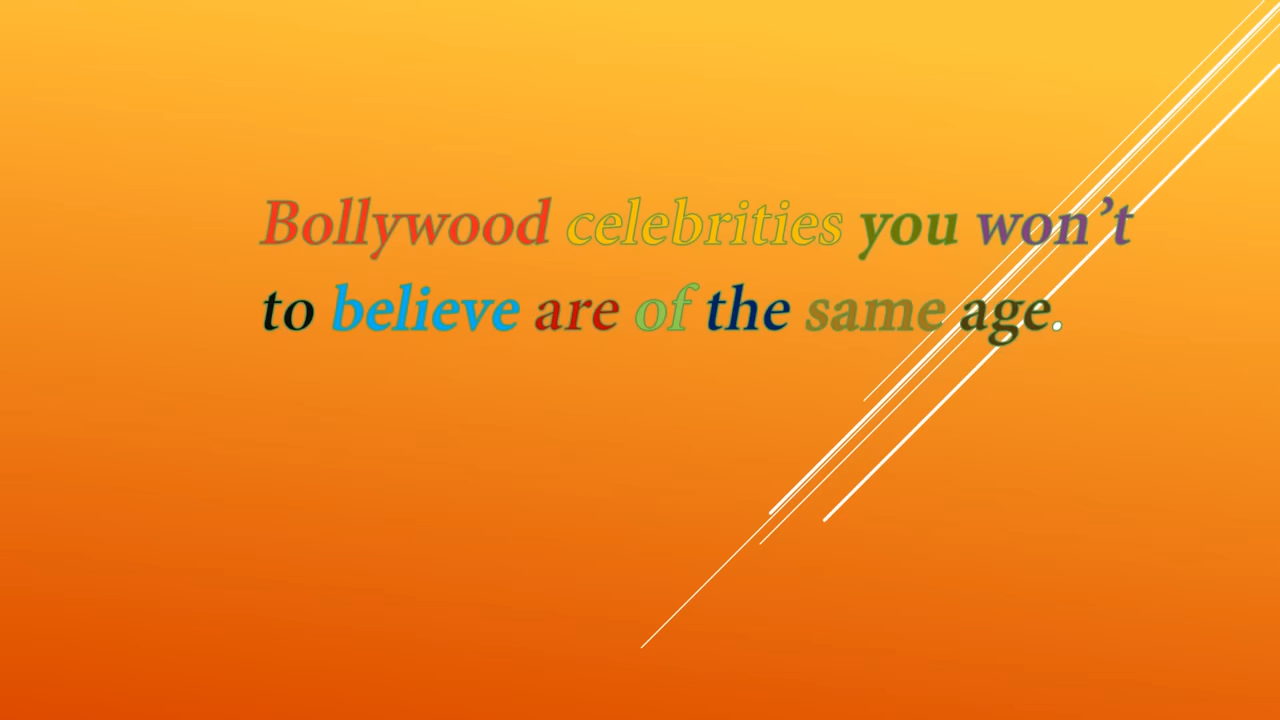 Bollywood celebrities you won’t
to believe are of the same age.